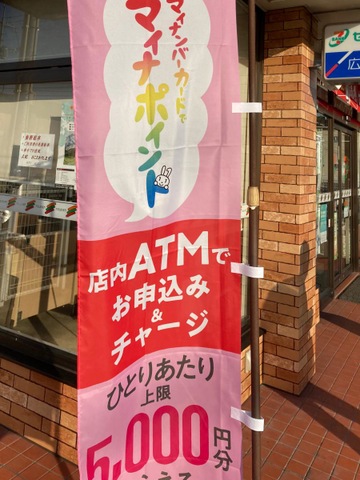 マイナンバーカードで
マイナポイント
店内ATMで
お申込み
&
チャージ
ひとりあたり
上限
5,000円分
広